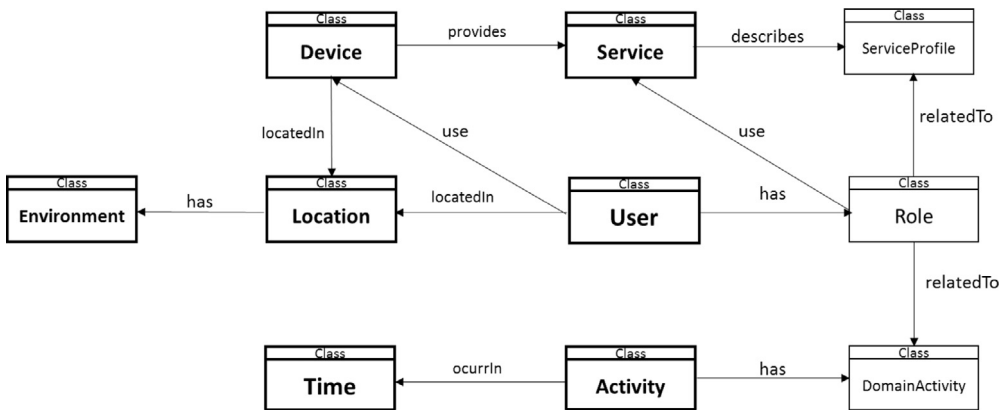 Class
Device
provides
Class
Service
describes
Class
ServiceProfile
locatedIn
use
use
relatedTo
Class
Environment
has
Class
Location
locatedIn
Class
User
has
Class
Role
relatedTo
Class
Time
ocurrIn
Class
Activity
has
Class
DomainActivity